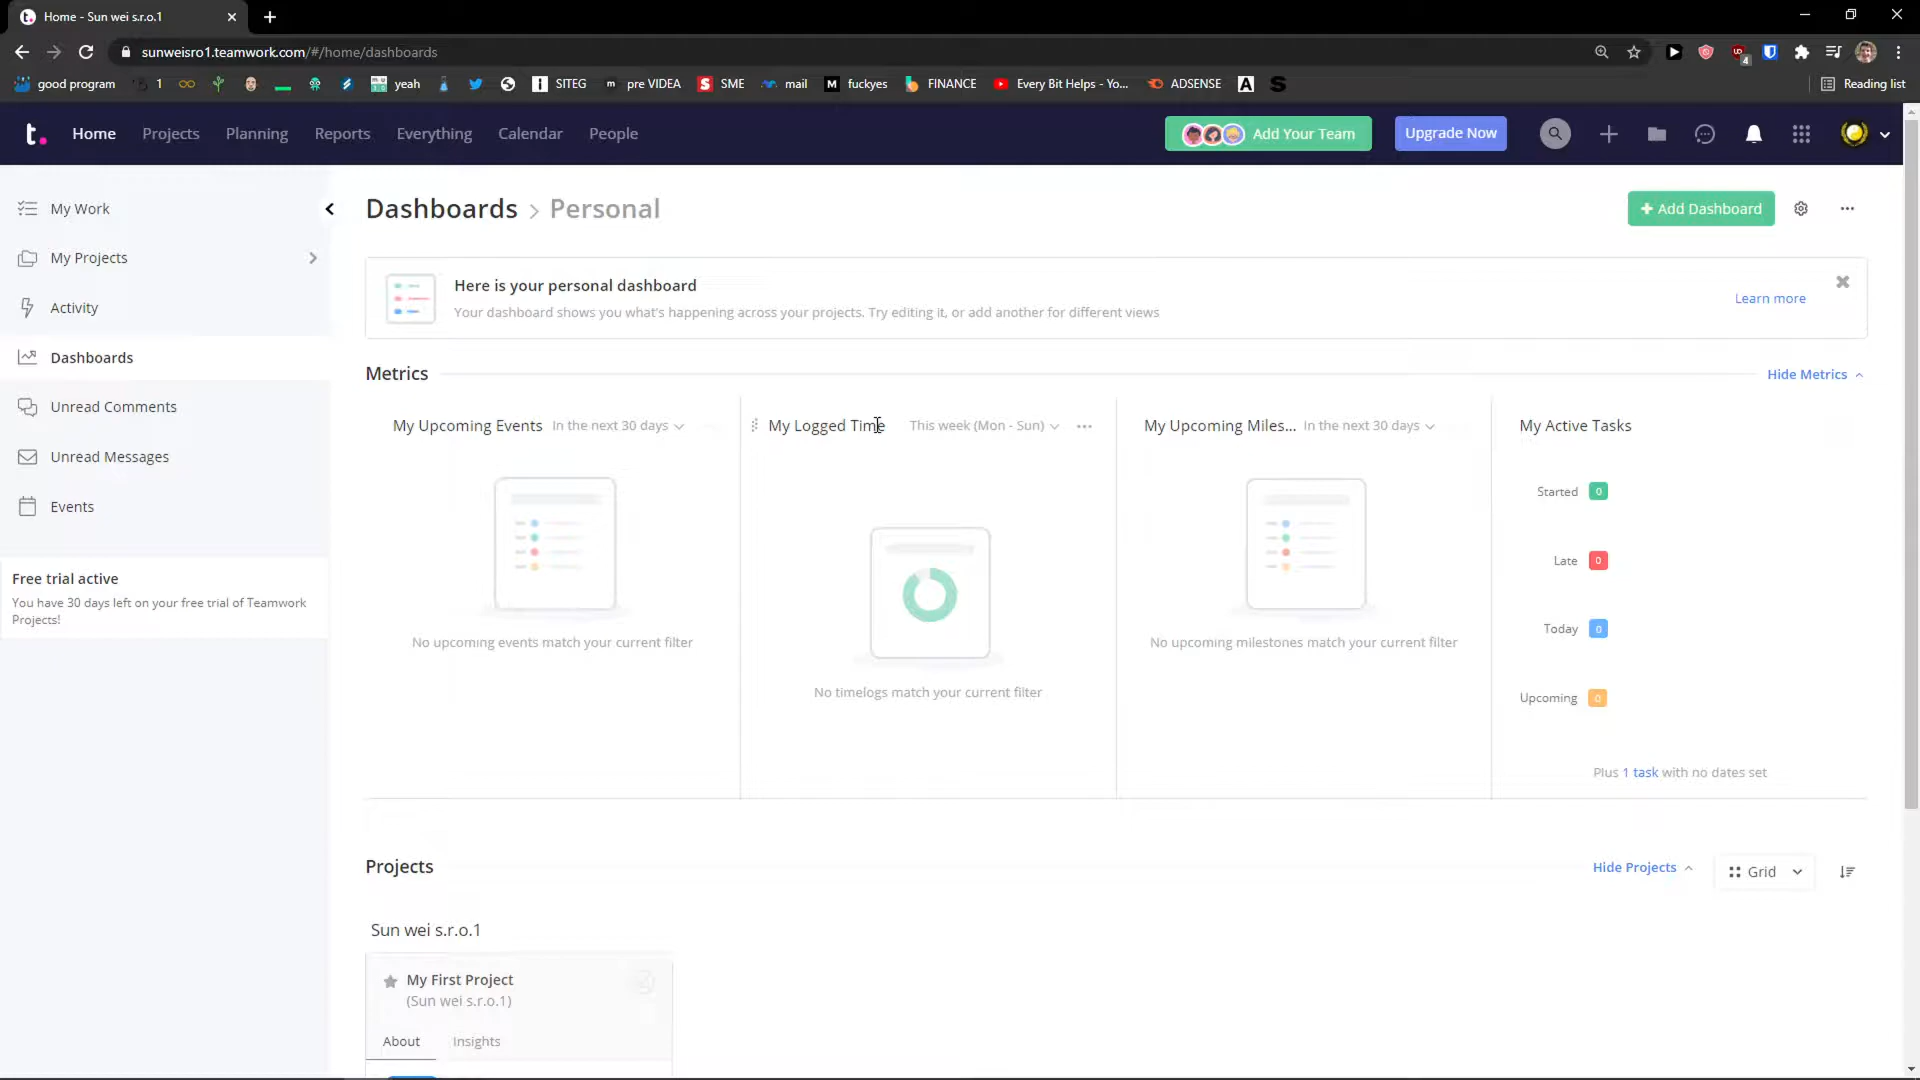 Home - Sun wei s.r.o.1
sunweisro1.teamwork.com/#/home/dashboards
good program
1
yeah
SITEG
pre VIDEA
SME
mail
fuckyes
FINANCE
Every Bit Helps - Yo...
ADSENSE
Reading list
t.
Home
Projects
Planning
Reports
Everything
Calendar
People
Add Your Team
Upgrade Now
My Work
My Projects
Activity
Dashboards
Unread Comments
Unread Messages
Events
Free trial active
You have 30 days left on your free trial of Teamwork
Projects!
Dashboards > Personal
+ Add Dashboard
Here is your personal dashboard
Your dashboard shows you what's happening across your projects. Try editing it, or add another for different views
Learn more
Metrics
Hide Metrics
My Upcoming Events In the next 30 days
No upcoming events match your current filter
My Logged Time This week (Mon - Sun)
No timelogs match your current filter
My Upcoming Miles... In the next 30 days
No upcoming milestones match your current filter
My Active Tasks
Started 0
Late 0
Today 0
Upcoming 0
Plus 1 task with no dates set
Projects
Hide Projects
Grid
Sun wei s.r.o.1
My First Project
(Sun wei s.r.o.1)
About
Insights